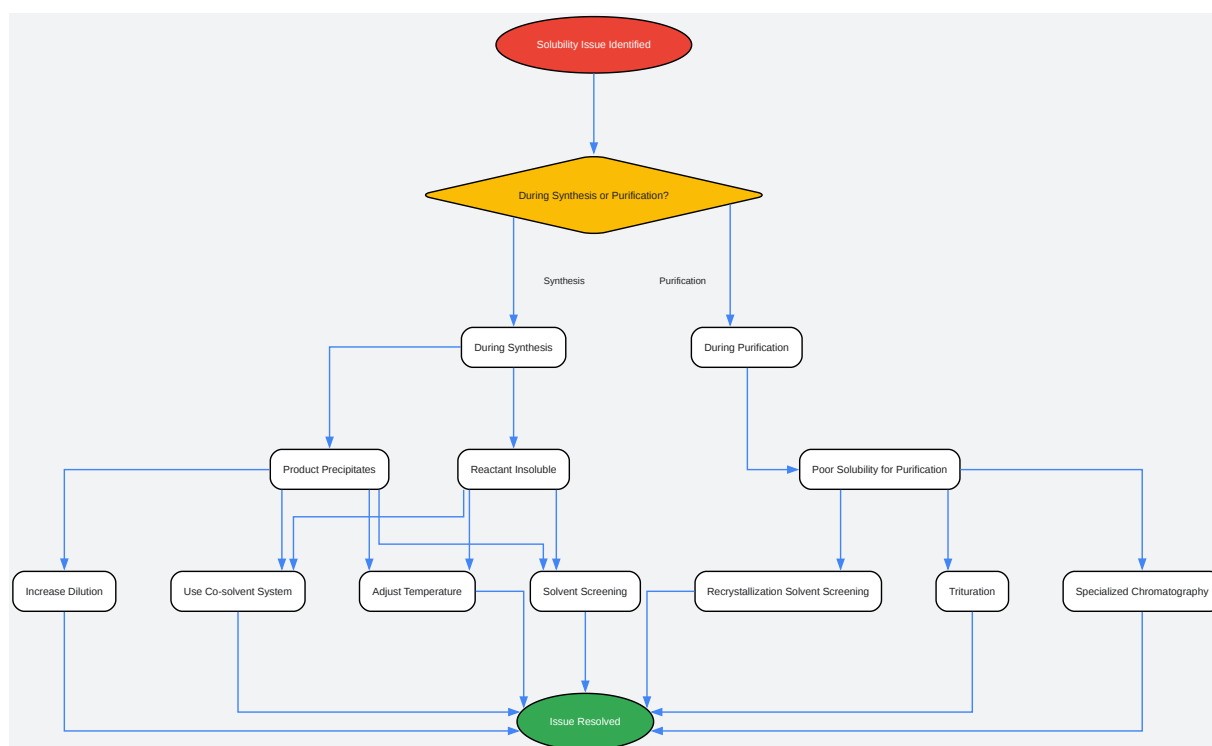 Solubility Issue Identified
During Synthesis or Purification?
Synthesis
Purification
During Synthesis
During Purification
Product Precipitates
Reactant Insoluble
Poor Solubility for Purification
Increase Dilution
Use Co-solvent System
Adjust Temperature
Solvent Screening
Recrystallization Solvent Screening
Trituration
Specialized Chromatography
Issue Resolved